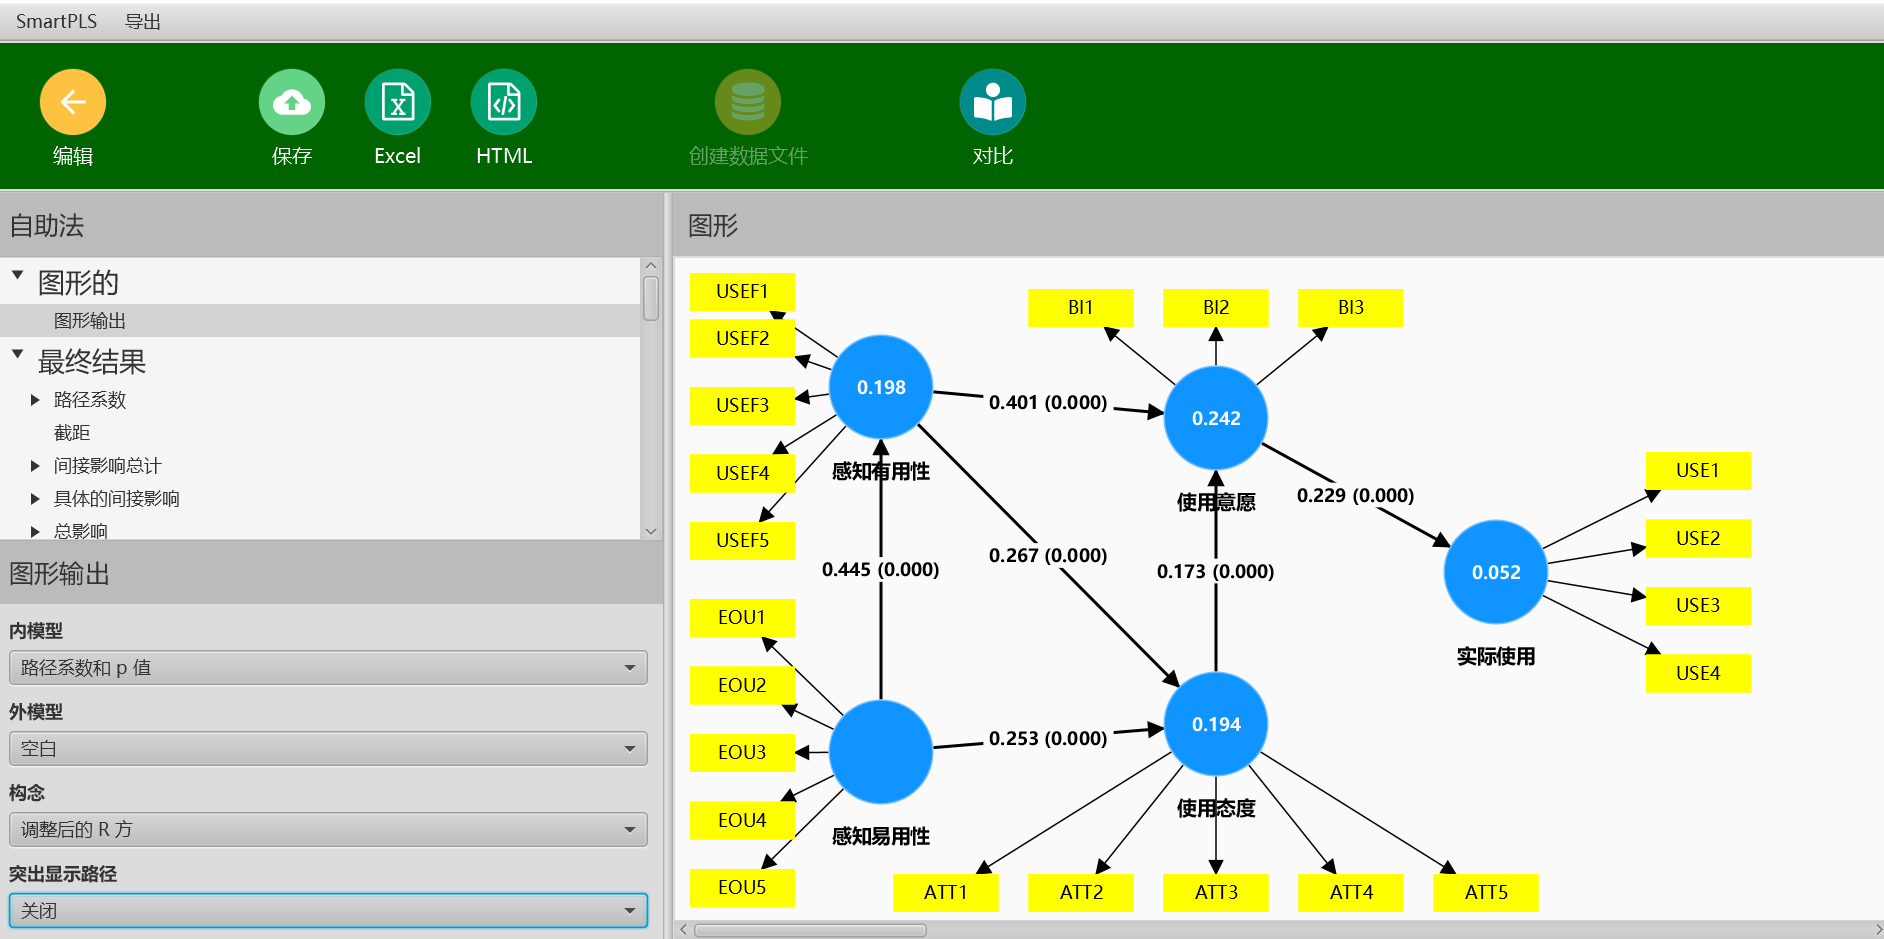 SmartPLS 导出
编辑
保存
Excel
HTML
创建数据文件
对比
自助法
图形的
图形输出
最终结果
路径系数
截距
间接影响总计
具体的间接影响
总影响
图形输出
内模型
路径系数和 p 值
外模型
空白
构念
调整后的 R 方
突出显示路径
关闭
图形
USEF1
USEF2
USEF3
USEF4
USEF5
0.198
感知有用性
BI1
BI2
BI3
0.401 (0.000)
0.242
使用意愿
0.229 (0.000)
USE1
USE2
USE3
USE4
0.052
实际使用
0.445 (0.000)
0.267 (0.000)
0.173 (0.000)
EOU1
EOU2
EOU3
EOU4
EOU5
感知易用性
0.253 (0.000)
0.194
使用态度
ATT1
ATT2
ATT3
ATT4
ATT5